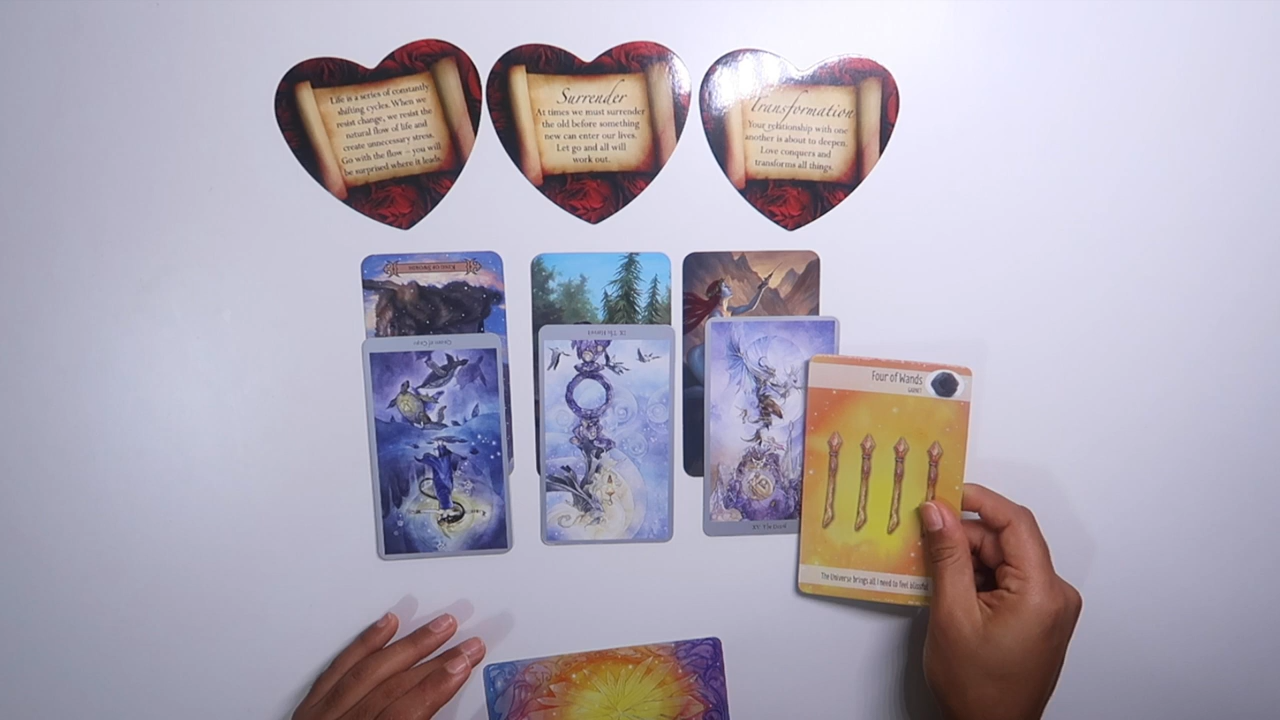 Life is a series of constantly
shifting cycles. When we
resist change, we resist the
natural flow of life and
create unnecessary stress.
Go with the flow – you will
be surprised where it leads.
Surrender
At times we must surrender
the old before something
new can enter our lives.
Let go and all will
work out.
Transformation
Your relationship with one
another is about to deepen.
Love conquers and
transforms all things.
Queen of Cups
IX The Hermit
XV The Devil
Four of Wands
GARNET
The Universe brings all I need to feel blissful